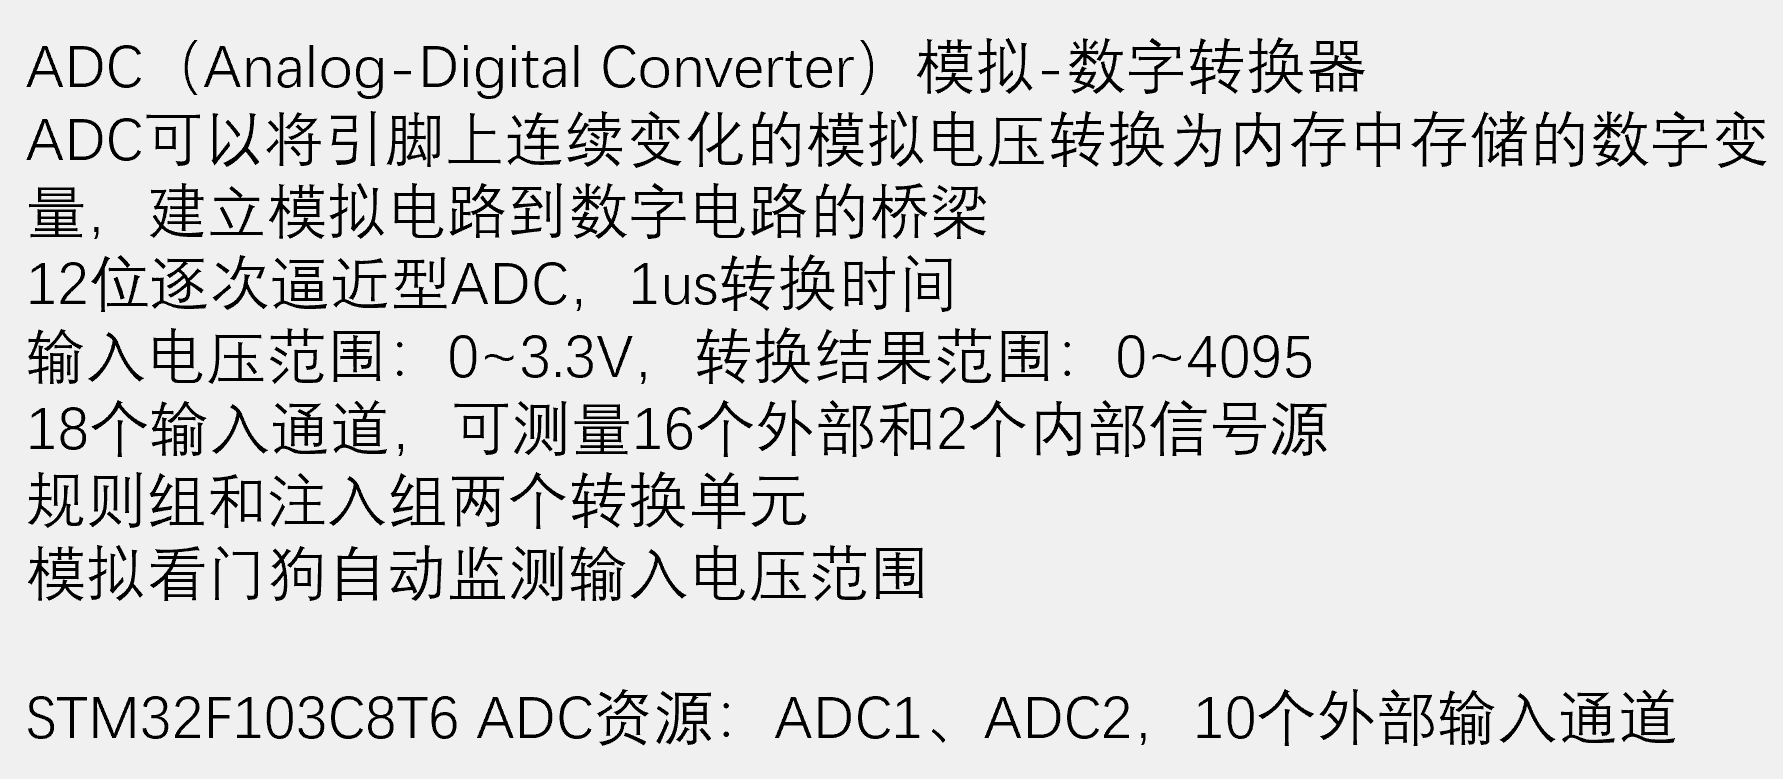 ADC（Analog-Digital Converter）模拟-数字转换器
ADC可以将引脚上连续变化的模拟电压转换为内存中存储的数字变
量，建立模拟电路到数字电路的桥梁
12位逐次逼近型ADC，1us转换时间
输入电压范围：0~3.3V，转换结果范围：0~4095
18个输入通道，可测量16个外部和2个内部信号源
规则组和注入组两个转换单元
模拟看门狗自动监测输入电压范围
STM32F103C8T6 ADC资源：ADC1、ADC2，10个外部输入通道